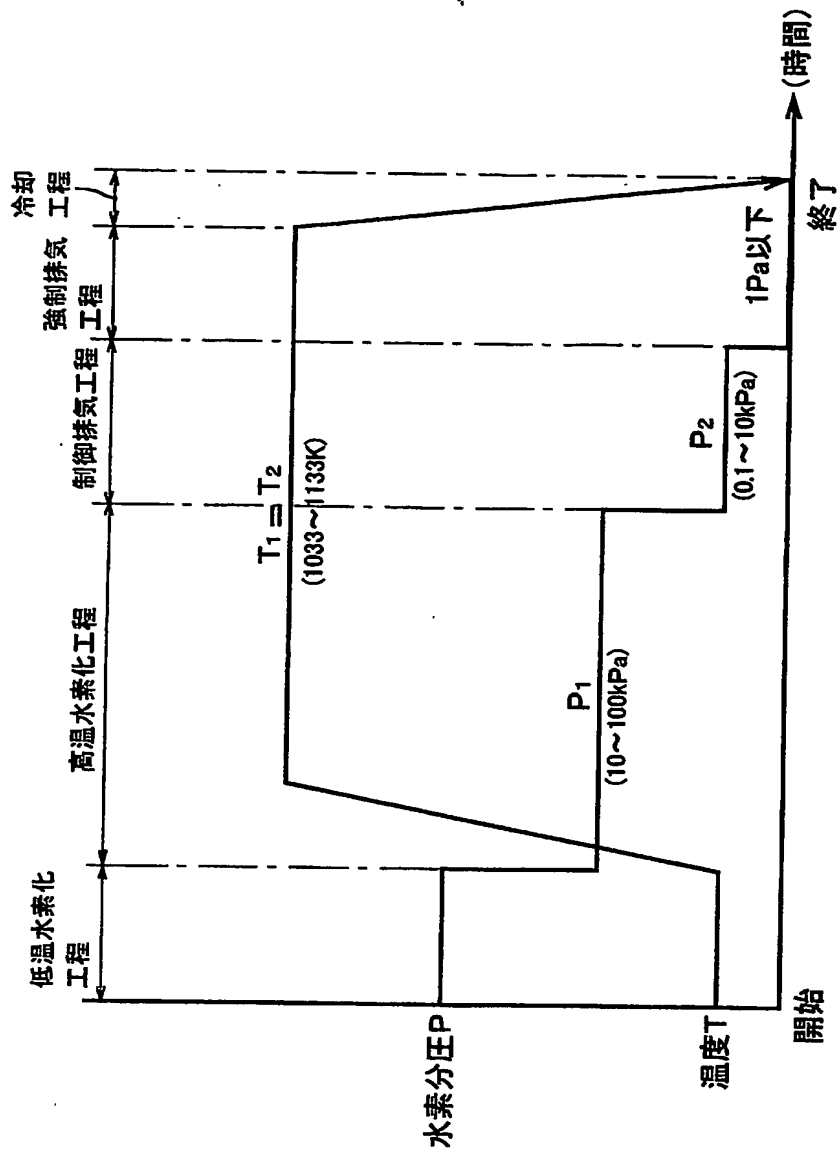 低温水素化
工程
高温水素化工程
制御排気工程
強制排気
工程
冷却
工程
水素分圧P
温度T
T₁ = T₂
(1033～1133K)
P₁
(10～100kPa)
P₂
(0.1～10kPa)
1Pa以下
開始
終了
(時間)